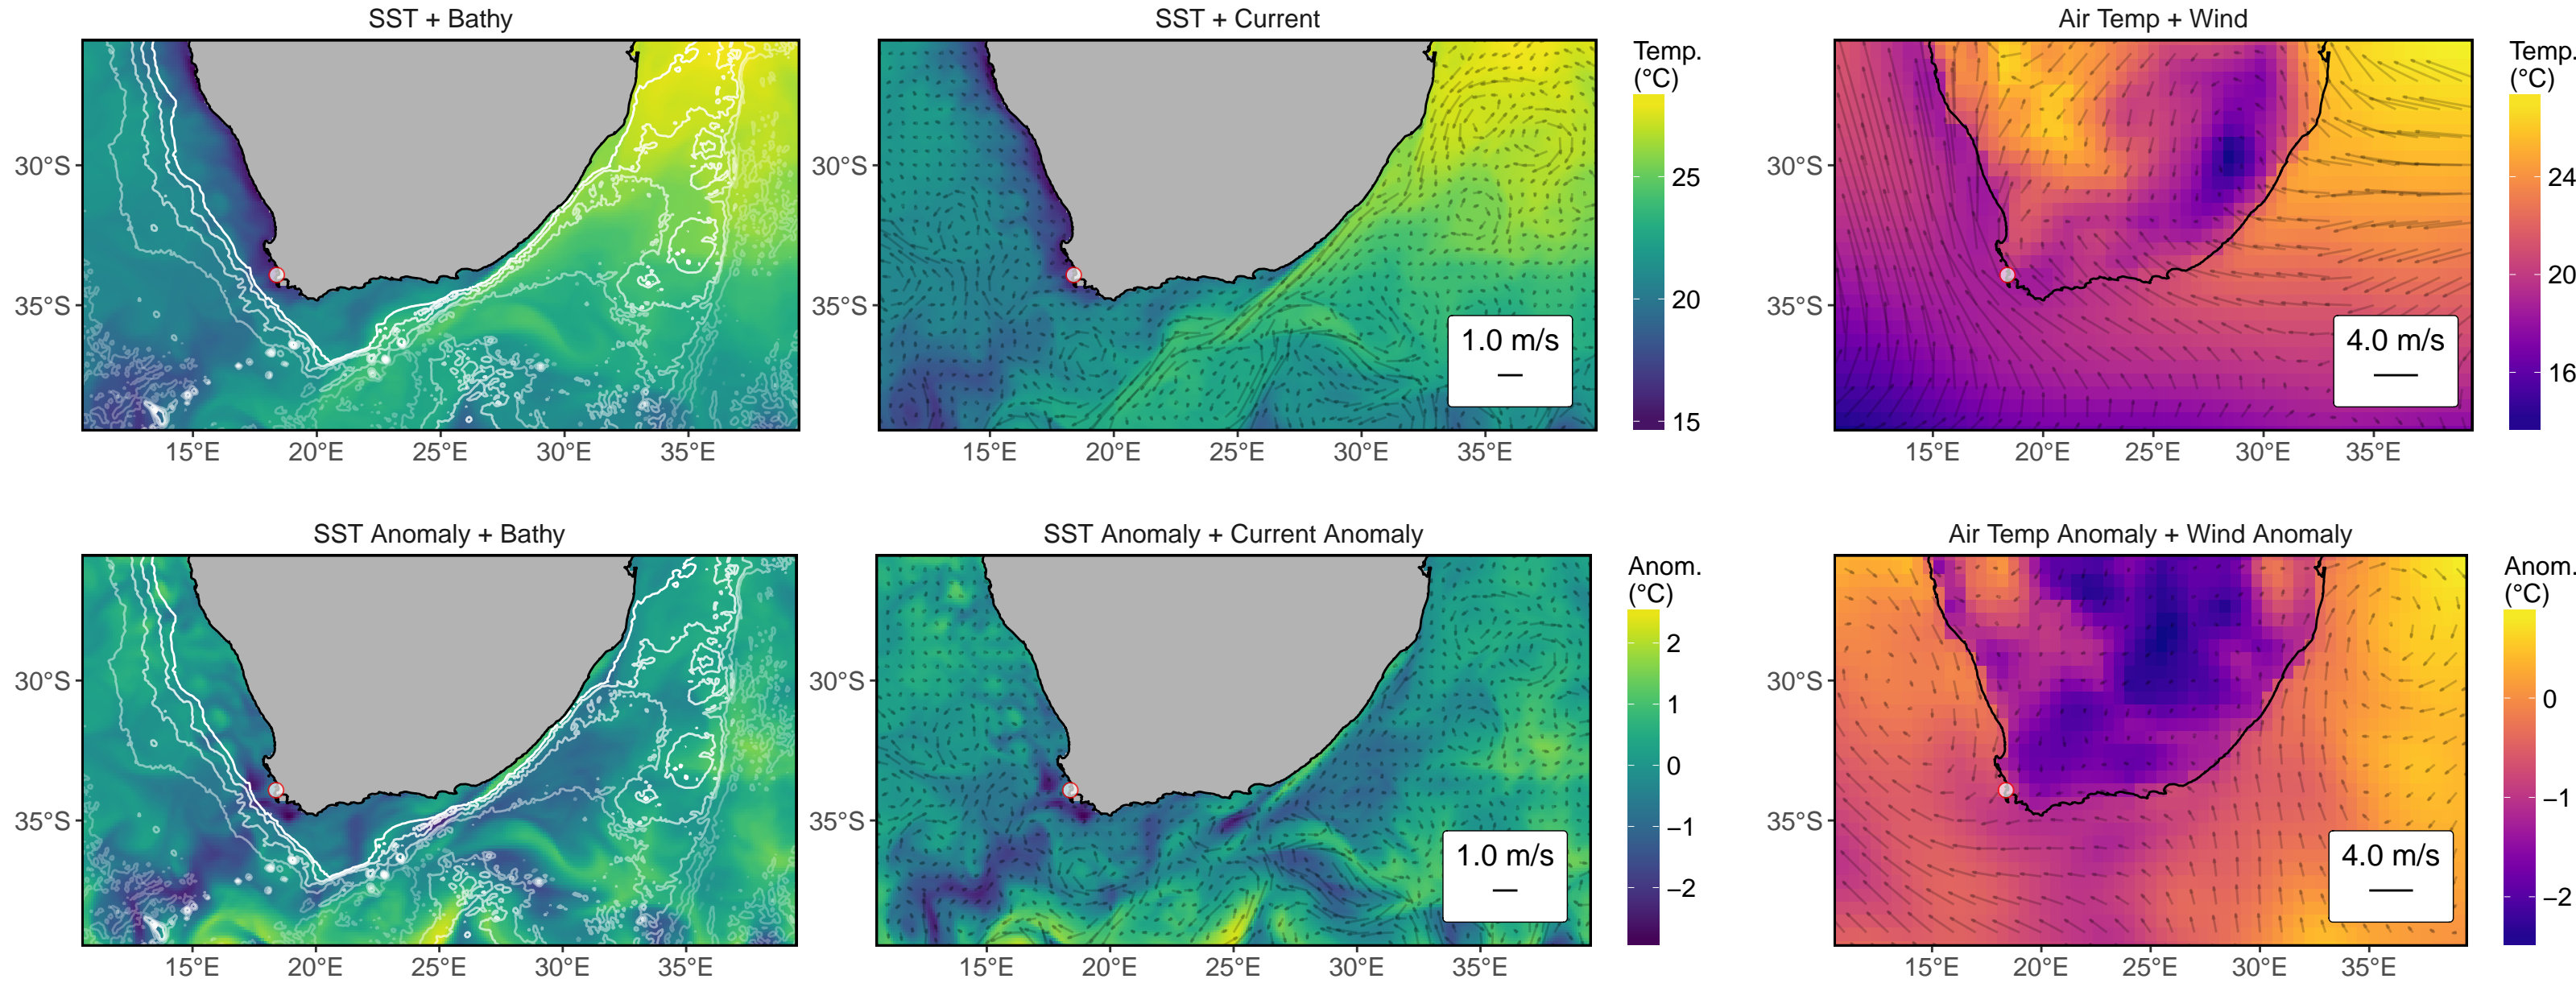 SST + Bathy
SST + Current
Air Temp + Wind
30°S
35°S
15°E 20°E 25°E 30°E 35°E
30°S
35°S
1.0 m/s
15°E 20°E 25°E 30°E 35°E
Temp.
(°C)
25
20
15
30°S
35°S
4.0 m/s
15°E 20°E 25°E 30°E 35°E
Temp.
(°C)
24
20
16
SST Anomaly + Bathy
SST Anomaly + Current Anomaly
Air Temp Anomaly + Wind Anomaly
30°S
35°S
15°E 20°E 25°E 30°E 35°E
30°S
35°S
1.0 m/s
15°E 20°E 25°E 30°E 35°E
Anom.
(°C)
2
1
0
−1
−2
30°S
35°S
4.0 m/s
15°E 20°E 25°E 30°E 35°E
Anom.
(°C)
0
−1
−2